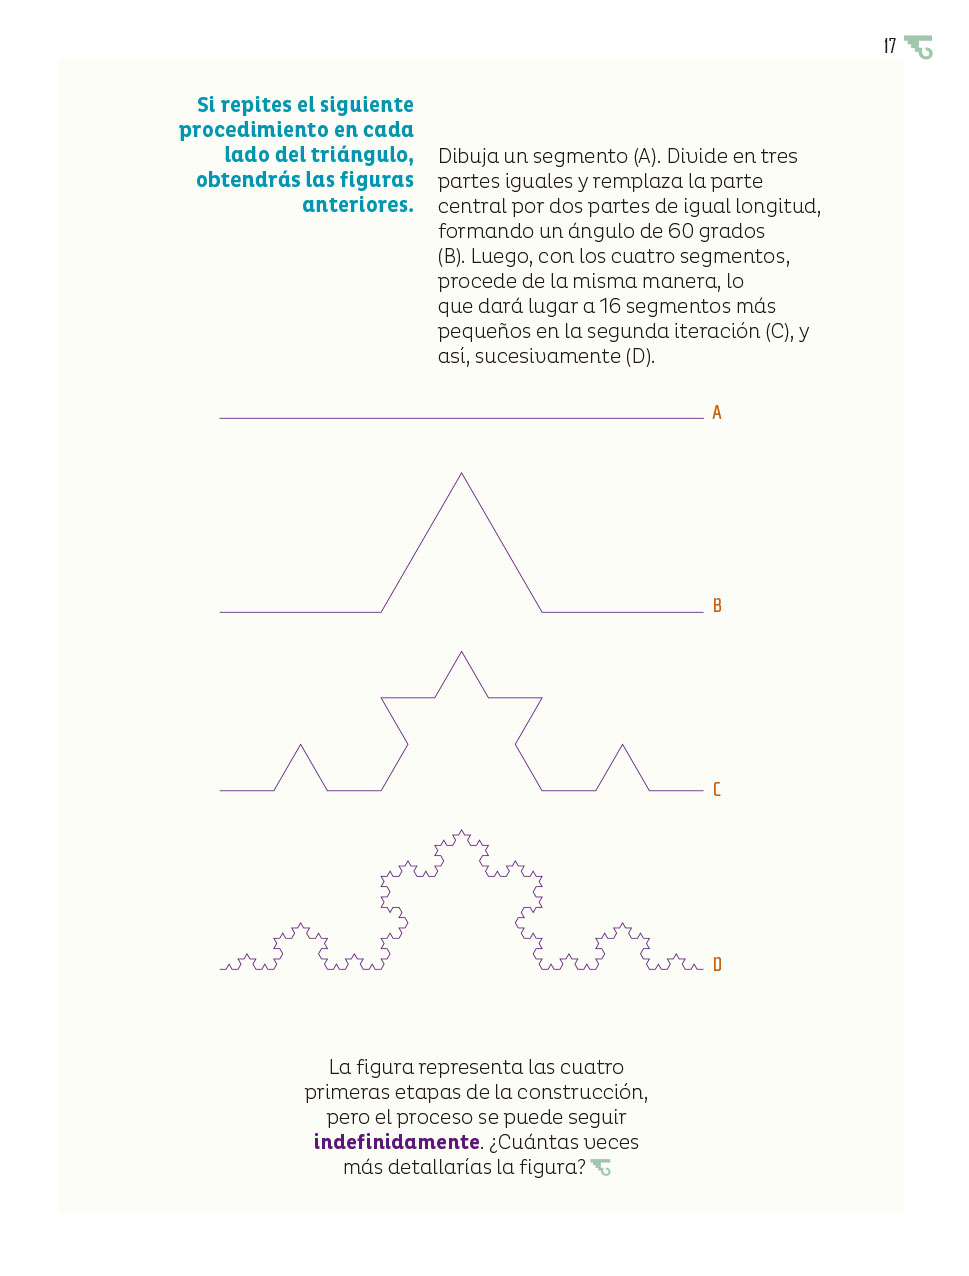 17
Si repites el siguiente
procedimiento en cada
lado del triángulo,
obtendrás las figuras
anteriores.
Dibuja un segmento (A). Divide en tres
partes iguales y remplaza la parte
central por dos partes de igual longitud,
formando un ángulo de 60 grados
(B). Luego, con los cuatro segmentos,
procede de la misma manera, lo
que dará lugar a 16 segmentos más
pequeños en la segunda iteración (C), y
así, sucesivamente (D).
A
B
C
D
La figura representa las cuatro
primeras etapas de la construcción,
pero el proceso se puede seguir
indefinidamente. ¿Cuántas veces
más detallarías la figura?